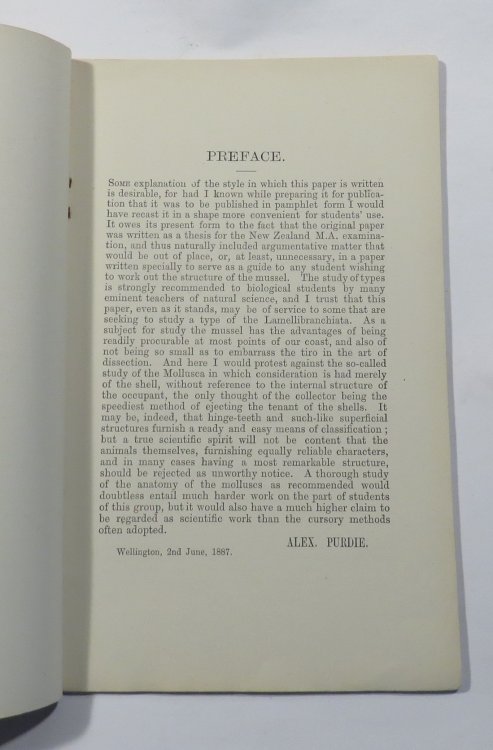 PREFACE.
SOME explanation of the style in which this paper is written
is desirable, for had I known while preparing it for publica-
tion that it was to be published in pamphlet form I would
have recast it in a shape more convenient for students' use.
It owes its present form to the fact that the original paper
was written as a thesis for the New Zealand M.A. examina-
tion, and thus naturally included argumentative matter that
would be out of place, or, at least, unnecessary, in a paper
written specially to serve as a guide to any student wishing
to work out the structure of the mussel. The study of types
is strongly recommended to biological students by many
eminent teachers of natural science, and I trust that this
paper, even as it stands, may be of service to some that are
seeking to study a type of the Lamellibranchiata. As a
subject for study the mussel has the advantages of being
readily procurable at most points of our coast, and also of
not being so small as to embarrass the tiro in the art of
dissection. And here I would protest against the so-called
study of the Mollusca in which consideration is had merely
of the shell, without reference to the internal structure of
the occupant, the only thought of the collector being the
speediest method of ejecting the tenant of the shells. It
may be, indeed, that hinge-teeth and such-like superficial
structures furnish a ready and easy means of classification;
but a true scientific spirit will not be content that the
animals themselves, furnishing equally reliable characters,
and in many cases having a most remarkable structure,
should be rejected as unworthy notice. A thorough study
of the anatomy of the molluscs as recommended would
doubtless entail much harder work on the part of students
of this group, but it would also have a much higher claim to
be regarded as scientific work than the cursory methods
often adopted.
ALEX. PURDIE.
Wellington, 2nd June, 1887.